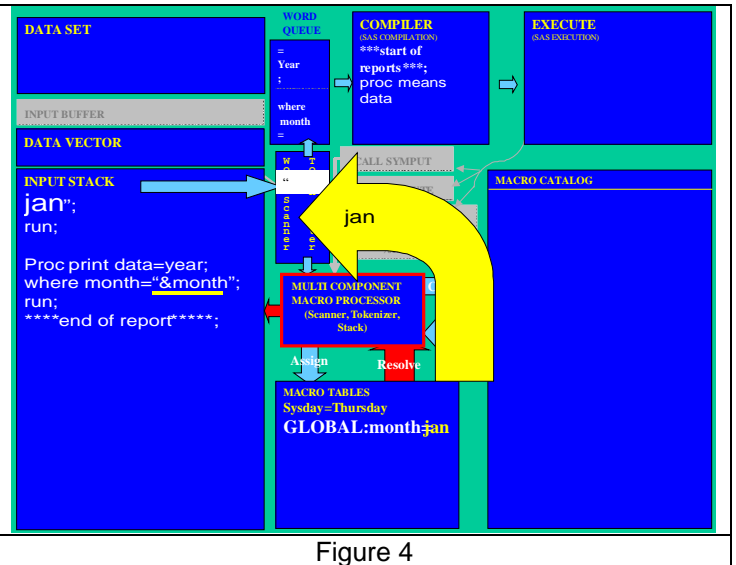 DATA SET
INPUT BUFFER
DATA VECTOR
INPUT STACK
jan";
run;
Proc print data=year;
where month="&month";
run;
****end of report*****;
WORD
QUEUE
=
Year
;
where
month
=
COMPILER
(SAS COMPILATION)
***start of
reports***;
proc means
data
EXECUTE
(SAS EXECUTION)
CALL SYMPUT
"
Scanner
jan
MULTI COMPONENT
MACRO PROCESSOR
(Scanner, Tokenizer,
Stack)
Assign
Resolve
MACRO TABLES
Sysday=Thursday
GLOBAL:month=jan
MACRO CATALOG
Figure 4